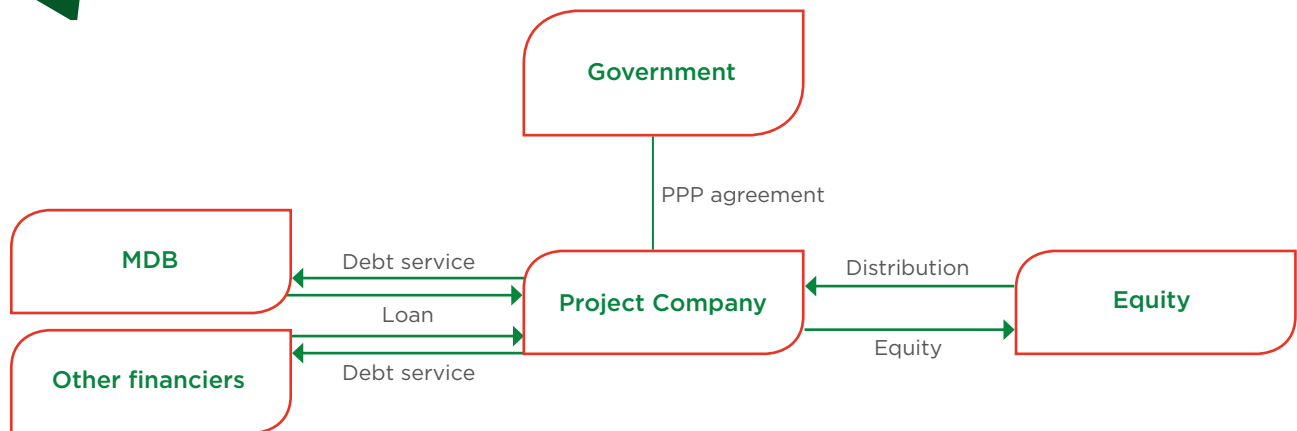 Government
PPP agreement
MDB
Debt service
Distribution
Project Company
Equity
Loan
Equity
Other financiers
Debt service